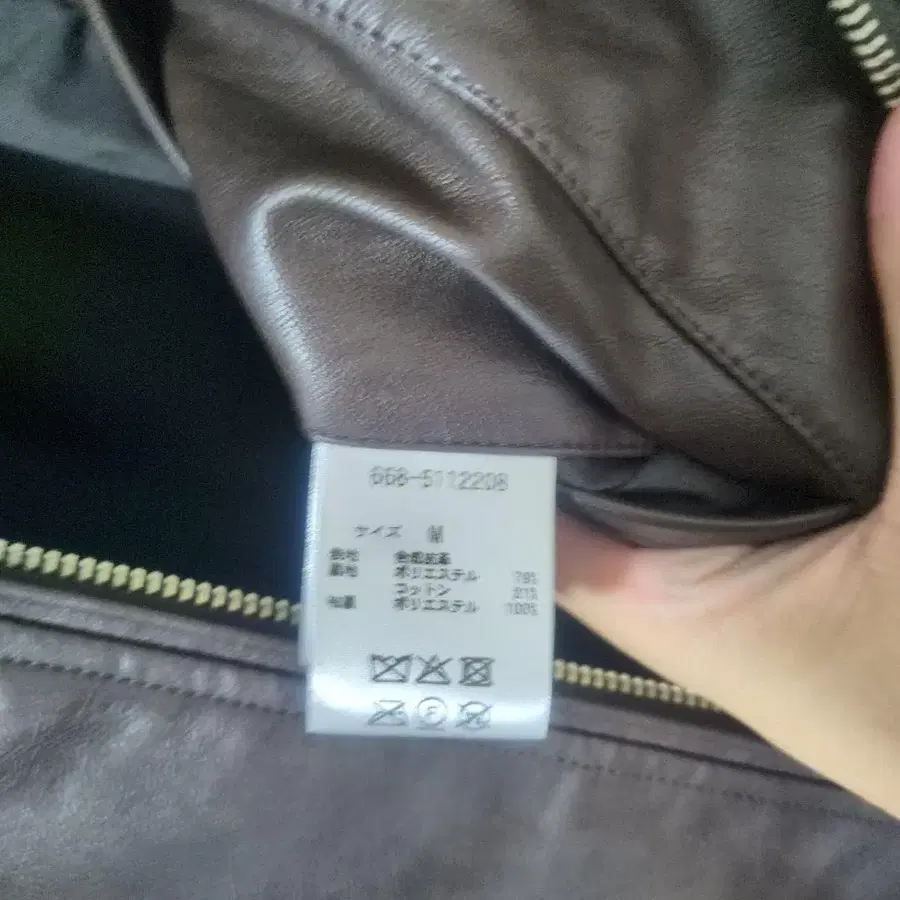 668-5112208
サイズ M
表地 合成皮革
裏地 ポリエステル 79%
コットン 21%
袖裏 ポリエステル 100%